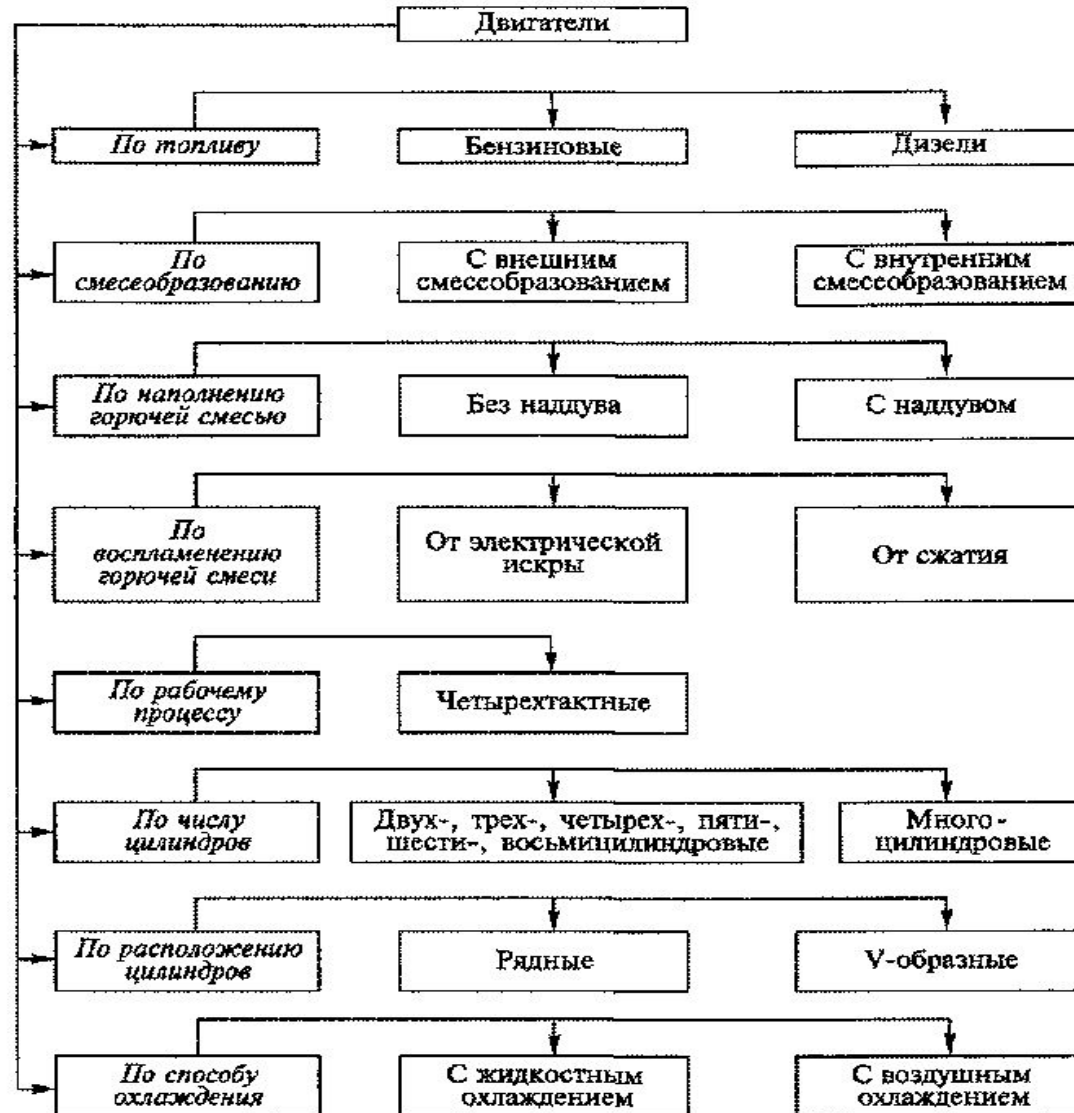 Двигатели
По топливу
Бензиновые
Дизели
По
смесеобразованию
С внешним
смесеобразованием
С внутренним
смесеобразованием
По наполнению
горючей смесью
Без наддува
С наддувом
По
воспламенению
горючей смеси
От электрической
искры
От сжатия
По рабочему
процессу
Четырехтактные
По числу
цилиндров
Двух-, трех-, четырех-, пяти-,
шести-, восьмицилиндровые
Много-
цилиндровые
По расположению
цилиндров
Рядные
V-образные
По способу
охлаждения
С жидкостным
охлаждением
С воздушным
охлаждением